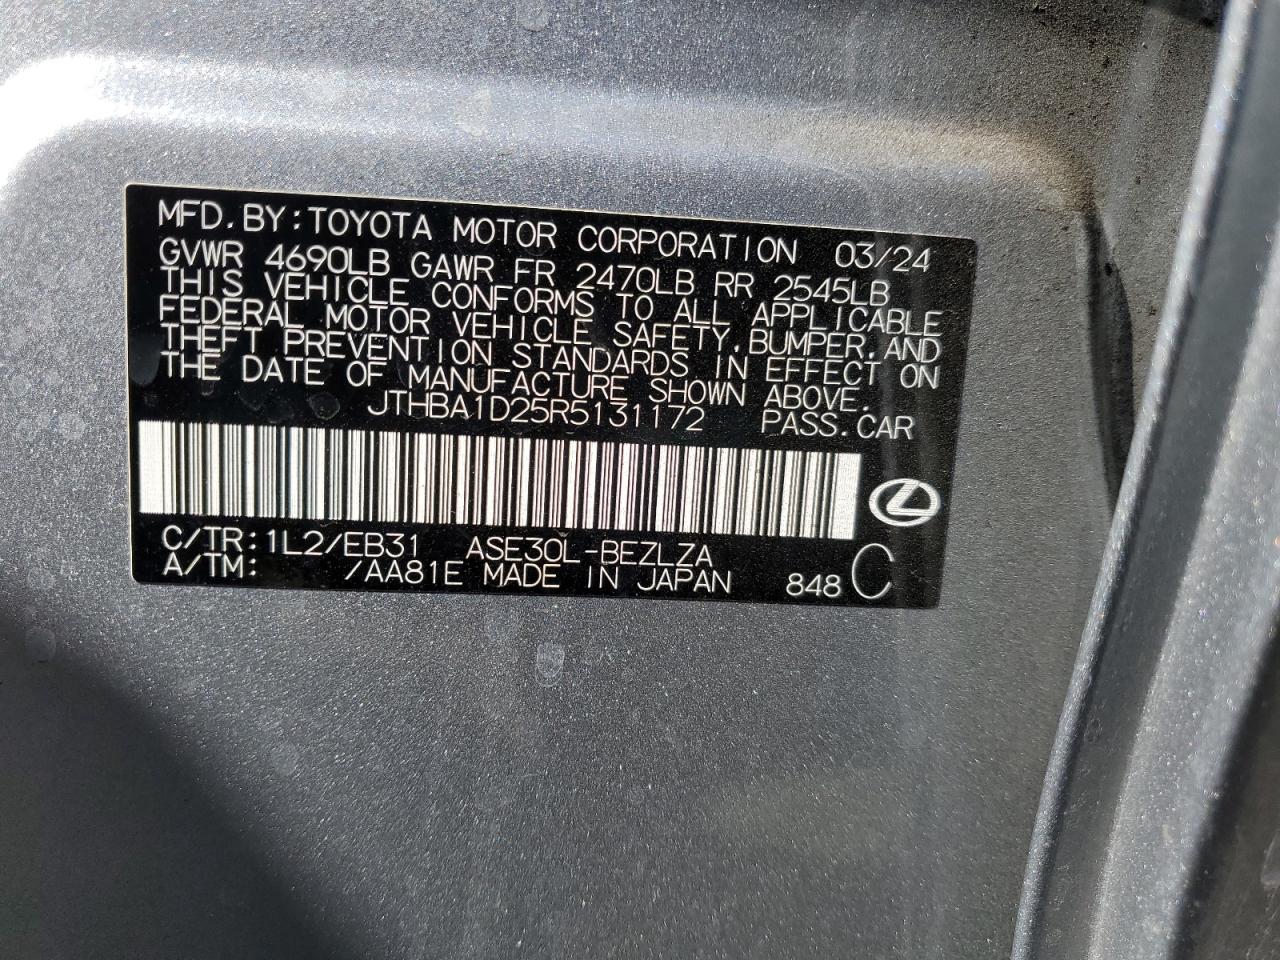 MFD.BY:TOYOTA MOTOR CORPORATION 03/24
GVWR 4690LB GAWR FR 2470LB RR 2545LB
THIS VEHICLE CONFORMS TO ALL APPLICABLE
FEDERAL MOTOR VEHICLE SAFETY,BUMPER,AND
THEFT PREVENTION STANDARDS IN EFFECT ON
THE DATE OF MANUFACTURE SHOWN ABOVE.
JTHBA1D25R5131172 PASS.CAR
C/TR:1L2/EB31 ASE30L-BEZLZA
A/TM: /AA81E MADE IN JAPAN 848 C